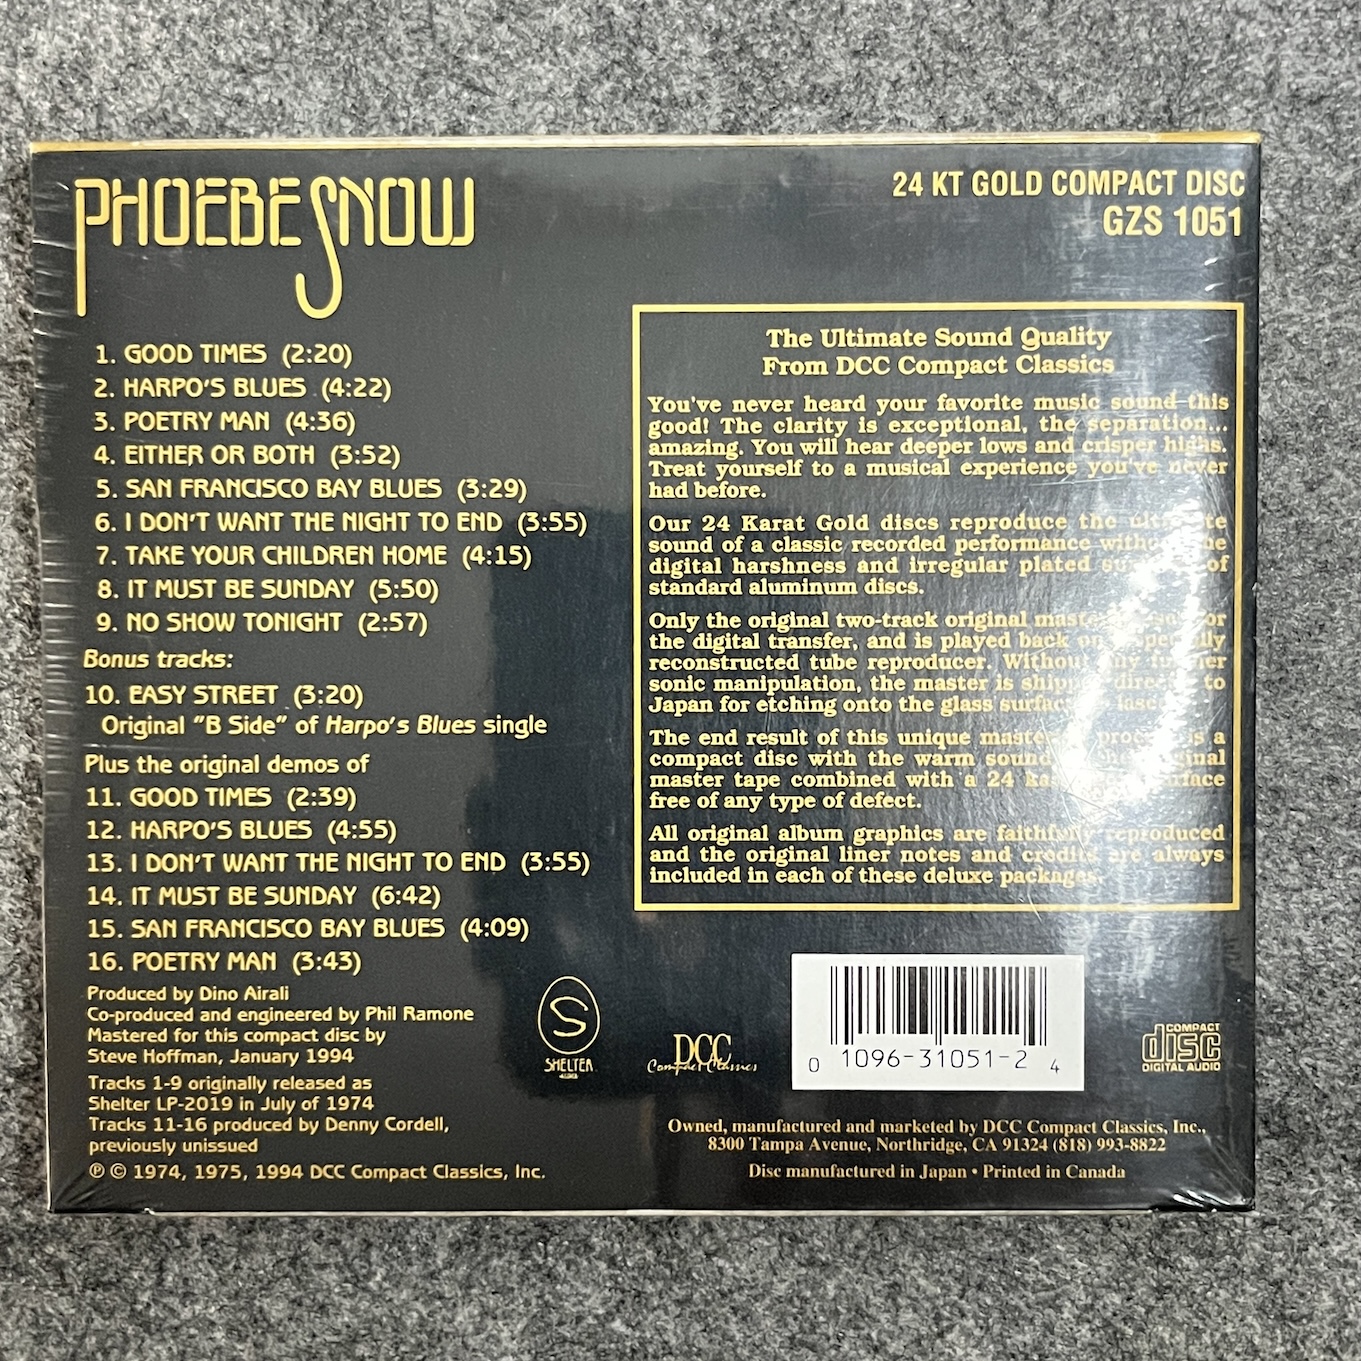 PHOEBE SNOW
24 KT GOLD COMPACT DISC
GZS 1051
1. GOOD TIMES (2:20)
2. HARPO'S BLUES (4:22)
3. POETRY MAN (4:36)
4. EITHER OR BOTH (3:52)
5. SAN FRANCISCO BAY BLUES (3:29)
6. I DON'T WANT THE NIGHT TO END (3:55)
7. TAKE YOUR CHILDREN HOME (4:15)
8. IT MUST BE SUNDAY (5:50)
9. NO SHOW TONIGHT (2:57)
Bonus tracks:
10. EASY STREET (3:20)
Original "B Side" of Harpo's Blues single
Plus the original demos of
11. GOOD TIMES (2:39)
12. HARPO'S BLUES (4:55)
13. I DON'T WANT THE NIGHT TO END (3:55)
14. IT MUST BE SUNDAY (6:42)
15. SAN FRANCISCO BAY BLUES (4:09)
16. POETRY MAN (3:43)
Produced by Dino Airali
Co-produced and engineered by Phil Ramone
Mastered for this compact disc by
Steve Hoffman, January 1994
Tracks 1-9 originally released as
Shelter LP-2019 in July of 1974
Tracks 11-16 produced by Denny Cordell,
previously unissued
℗ © 1974, 1975, 1994 DCC Compact Classics, Inc.
The Ultimate Sound Quality
From DCC Compact Classics
You've never heard your favorite music sound this
good! The clarity is exceptional, the separation...
amazing. You will hear deeper lows and crisper highs.
Treat yourself to a musical experience you've never
had before.
Our 24 Karat Gold discs reproduce the ultimate
sound of a classic recorded performance without the
digital harshness and irregular plated of
standard aluminum discs.
Only the original two-track original master for
the digital transfer, and is played back on
reconstructed tube reproducer. Without any further
sonic manipulation, the master is shipped to
Japan for etching onto the glass
The end result of this unique is a
compact disc with the warm sound original
master tape combined with a 24
free of any type of defect.
All original album graphics are faithfully reproduced
and the original liner notes and credits are always
included in each of these deluxe packages.
S
SHELTER
DCC
Compact Classics
0 1096-31051-2 4
COMPACT
disc
DIGITAL AUDIO
Owned, manufactured and marketed by DCC Compact Classics, Inc.,
8300 Tampa Avenue, Northridge, CA 91324 (818) 993-8822
Disc manufactured in Japan • Printed in Canada